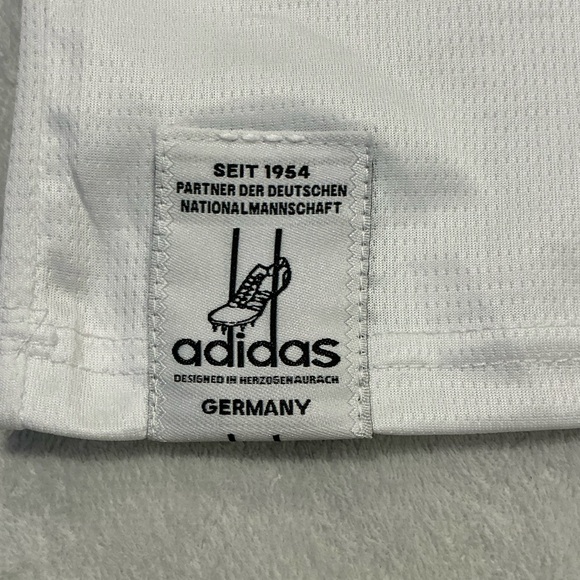 SEIT 1954
PARTNER DER DEUTSCHEN
NATIONALMANNSCHAFT
adidas
DESIGNED IN HERZOGENAURACH
GERMANY